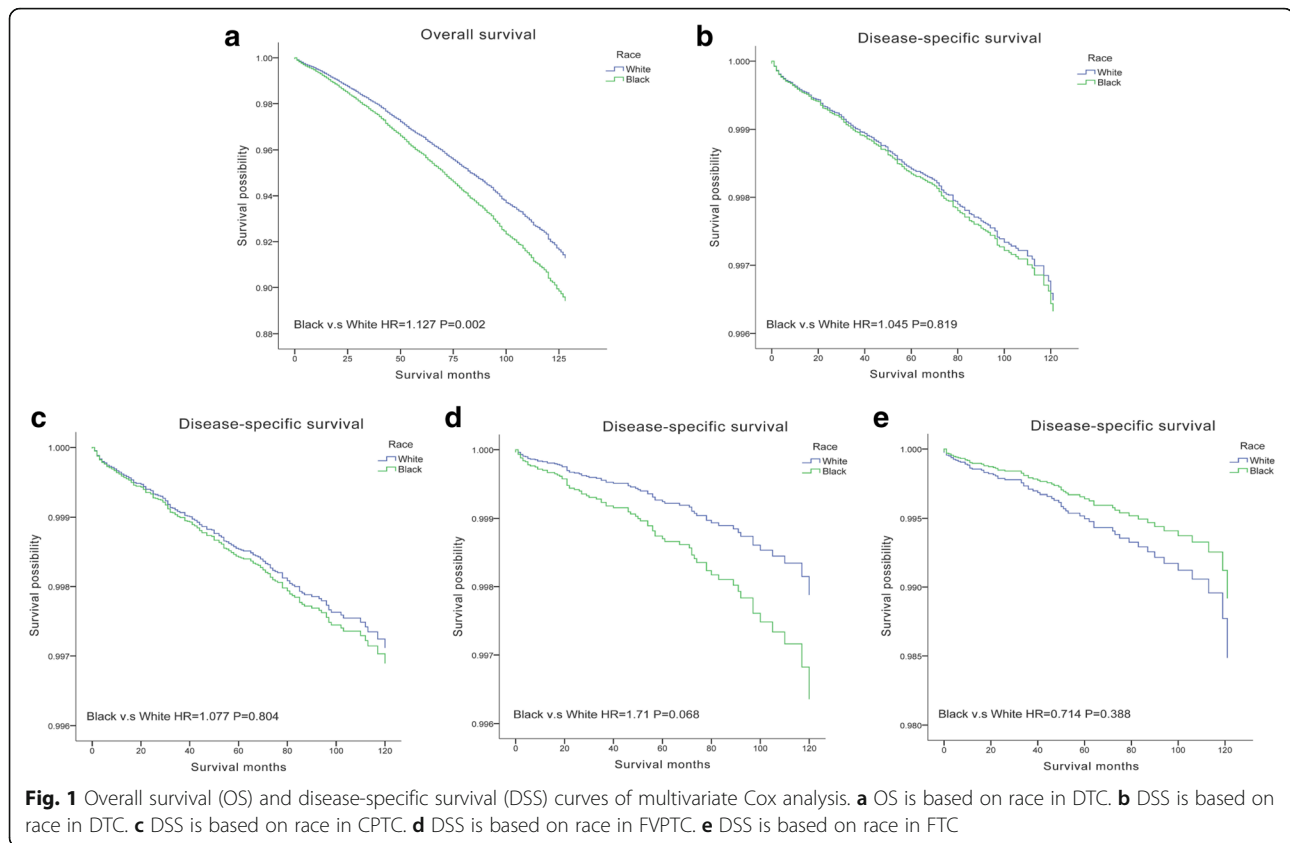 a
Overall survival
Race
White
Black
1.00
0.98
0.96
0.94
0.92
0.90
0.88
Survival possibility
Black v.s White HR=1.127 P=0.002
0 25 50 75 100 125
Survival months
b
Disease-specific survival
Race
White
Black
1.000
0.999
0.998
0.997
0.996
Survival possibility
Black v.s White HR=1.045 P=0.819
0 20 40 60 80 100 120
Survival months
c
Disease-specific survival
Race
White
Black
1.000
0.999
0.998
0.997
0.996
Survival possibility
Black v.s White HR=1.077 P=0.804
0 20 40 60 80 100 120
Survival months
d
Disease-specific survival
Race
White
Black
1.000
0.999
0.998
0.997
0.996
Survival possibility
Black v.s White HR=1.71 P=0.068
0 20 40 60 80 100 120
Survival months
e
Disease-specific survival
Race
White
Black
1.000
0.995
0.990
0.985
0.980
Survival possibility
Black v.s White HR=0.714 P=0.388
0 20 40 60 80 100 120
Survival months
Fig. 1 Overall survival (OS) and disease-specific survival (DSS) curves of multivariate Cox analysis. a OS is based on race in DTC. b DSS is based on
race in DTC. c DSS is based on race in CPTC. d DSS is based on race in FVPTC. e DSS is based on race in FTC